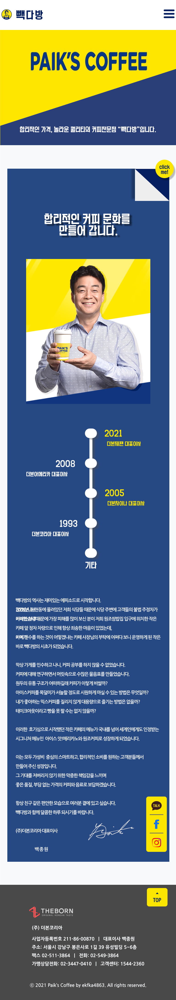 빽다방
PAIK'S COFFEE
합리적인 가격, 놀라운 퀄리티의 커피전문점 “빽다방”입니다.
click
me!
합리적인 커피 문화를
만들어 갑니다.
PAIK'S
COFFEE
2021
더본재팬 대표이사
2008
더본아메리카 대표이사
2005
더본차이나 대표이사
1993
더본코리아 대표이사
기타
빽다방의 역사는 재미있는 에피소드로 시작합니다.
논현동에 몰려있던 저희 식당들 때문에 식당 주변에 고객들의 불법 주정차가
때문에 가장 피해를 많이 보신 분이 저희 원조쌈밥집 입구에 위치한 작은
카페 앞 정차 차량으로 인해 항상 죄송한 마음이 있었는데,
인수를 하는 것이 어떻겠냐는 카페 사장님의 부탁에 어쩌다 보니 운영하게 된 작은
바로 빽다방의 시초가 되었습니다.
막상 가게를 인수하고 나니, 커피 공부를 하지 않을 수 없었습니다.
커피에 대해 연구하면서 머릿속으로 수많은 물음표를 만들었습니다.
원두의 유통 구조가 어떠하길래 커피가 이렇게 비쌀까?
아이스커피를 목덜미가 서늘할 정도로 시원하게 마실 수 있는 방법은 무엇일까?
내가 좋아하는 믹스커피를 질리지 않게 대용량으로 즐기는 방법은 없을까?
테이크아웃이라고 빵을 못 팔 수는 없지 않을까?
이러한 호기심으로 시작했던 작은 카페의 메뉴가 국내를 넘어 세계인에게도 인정받는
시그니처 메뉴인 아이스 앗!메리카노와 원조커피로 성장하게 되었습니다.
이는 모두 가성비 중심의 스마트하고, 합리적인 소비를 원하는 고객분들께서
만들어 주신 성장입니다.
그 기대를 저버리지 않기 위한 막중한 책임감을 느끼며
좋은 품질, 부담 없는 가격의 커피와 음료로 보답하겠습니다.
항상 친구 같은 편안한 모습으로 여러분 곁에 있고 싶습니다.
빽다방과 함께 달콤한 하루 되시기를 바랍니다.
(주)더본코리아 대표이사
백종원
TALK
TOP
THEBORN
ORIGINAL KOREAN TASTE
(주) 더본코리아
사업자등록번호 211-86-00870 | 대표이사 백종원
주소: 서울시 강남구 봉은사로 1길 39 유성빌딩 5~6층
팩스 02-511-3864 | 전화: 02-549-3864
가맹상담전화: 02-3447-0410 | 고객센터: 1544-2360
ⓒ 2021 Paik's Coffee by ekfka4863. All rights reserved.